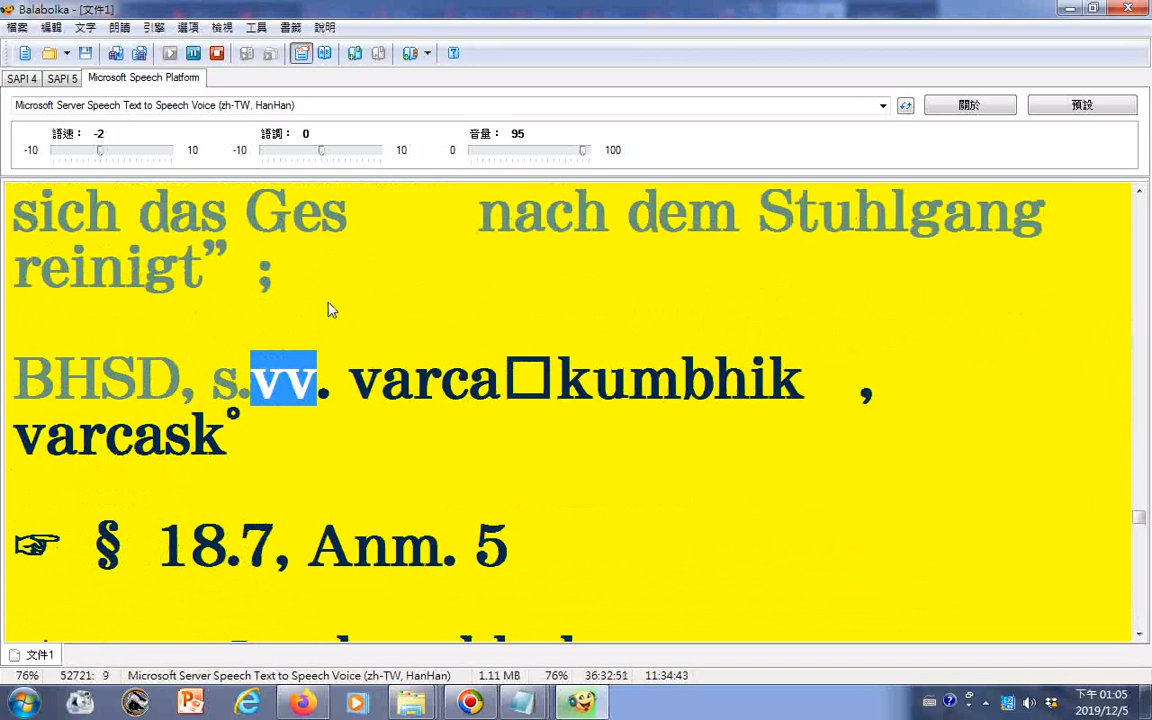 Balabolka - [文件1]
檔案 編輯 文字 朗讀 引擎 選項 檢視 工具 書籤 說明
SAPI 4 SAPI 5 Microsoft Speech Platform
Microsoft Server Speech Text to Speech Voice (zh-TW, HanHan) 關於 預設
語速： -2 語調： 0 音量： 95
-10 10 -10 10 0 100
sich das Ges nach dem Stuhlgang
reinigt” ;
BHSD, s.vv. varca□kumbhik ,
varcask°
☞ § 18.7, Anm. 5
文件1
76% 52721: 9 Microsoft Server Speech Text to Speech Voice (zh-TW, HanHan) 1.11 MB 76% 36:32:51 11:34:43
下午 01:05
2019/12/5